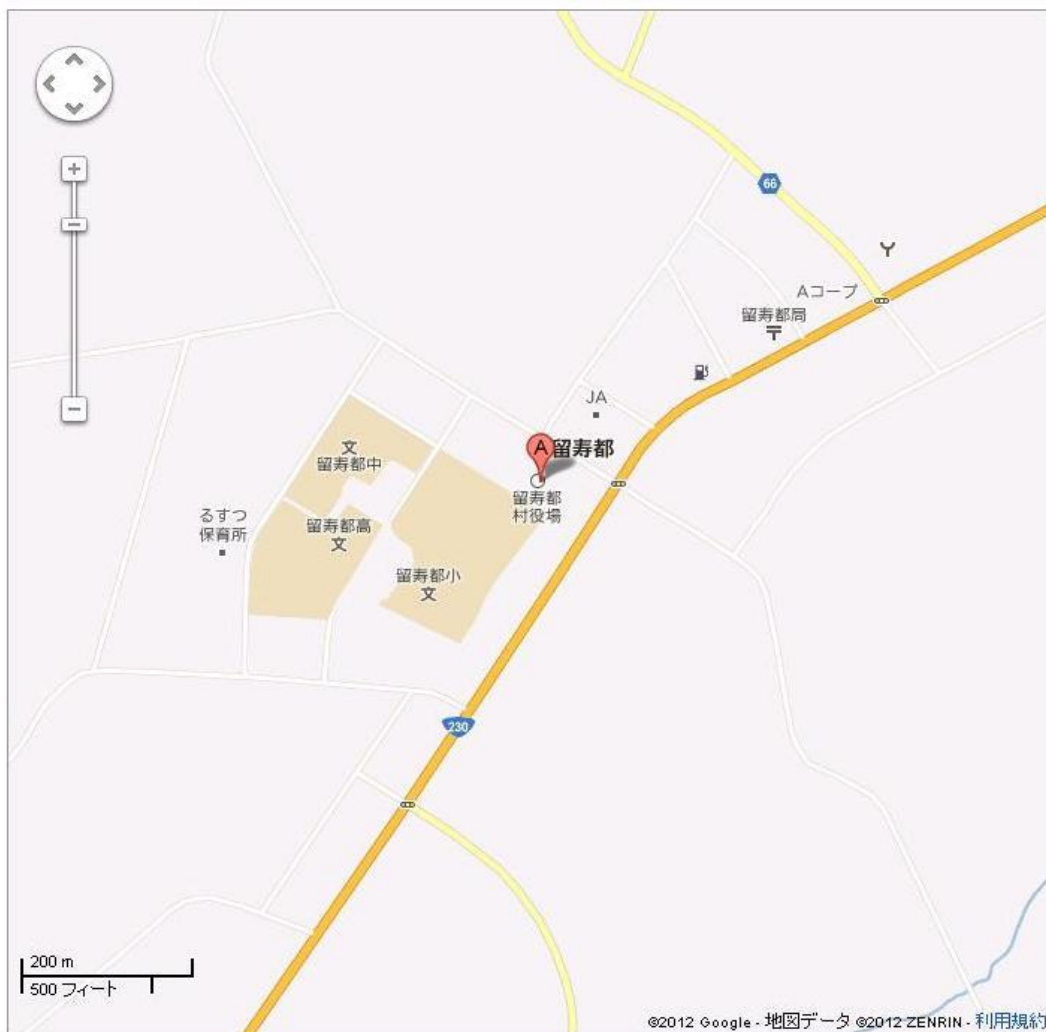 66
Aコープ
留寿都局
JA
A 留寿都
文
留寿都中
留寿都
村役場
るすつ
保育所
留寿都高
文
留寿都小
文
230
200 m
500 フィート
©2012 Google - 地図データ ©2012 ZENRIN - 利用規約